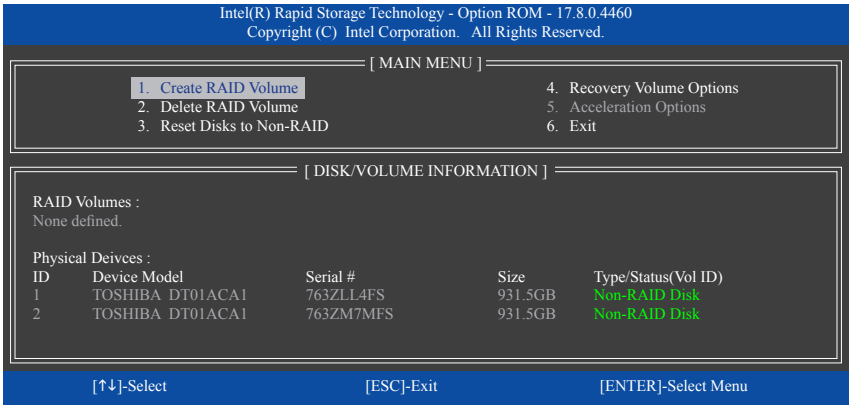 Intel(R) Rapid Storage Technology - Option ROM - 17.8.0.4460
Copyright (C) Intel Corporation. All Rights Reserved.
[ MAIN MENU ]
1. Create RAID Volume
2. Delete RAID Volume
3. Reset Disks to Non-RAID
4. Recovery Volume Options
5. Acceleration Options
6. Exit
[ DISK/VOLUME INFORMATION ]
RAID Volumes :
None defined.
Physical Deivces :
ID Device Model Serial # Size Type/Status(Vol ID)
1 TOSHIBA DT01ACA1 763ZLL4FS 931.5GB Non-RAID Disk
2 TOSHIBA DT01ACA1 763ZM7MFS 931.5GB Non-RAID Disk
[↑↓]-Select [ESC]-Exit [ENTER]-Select Menu